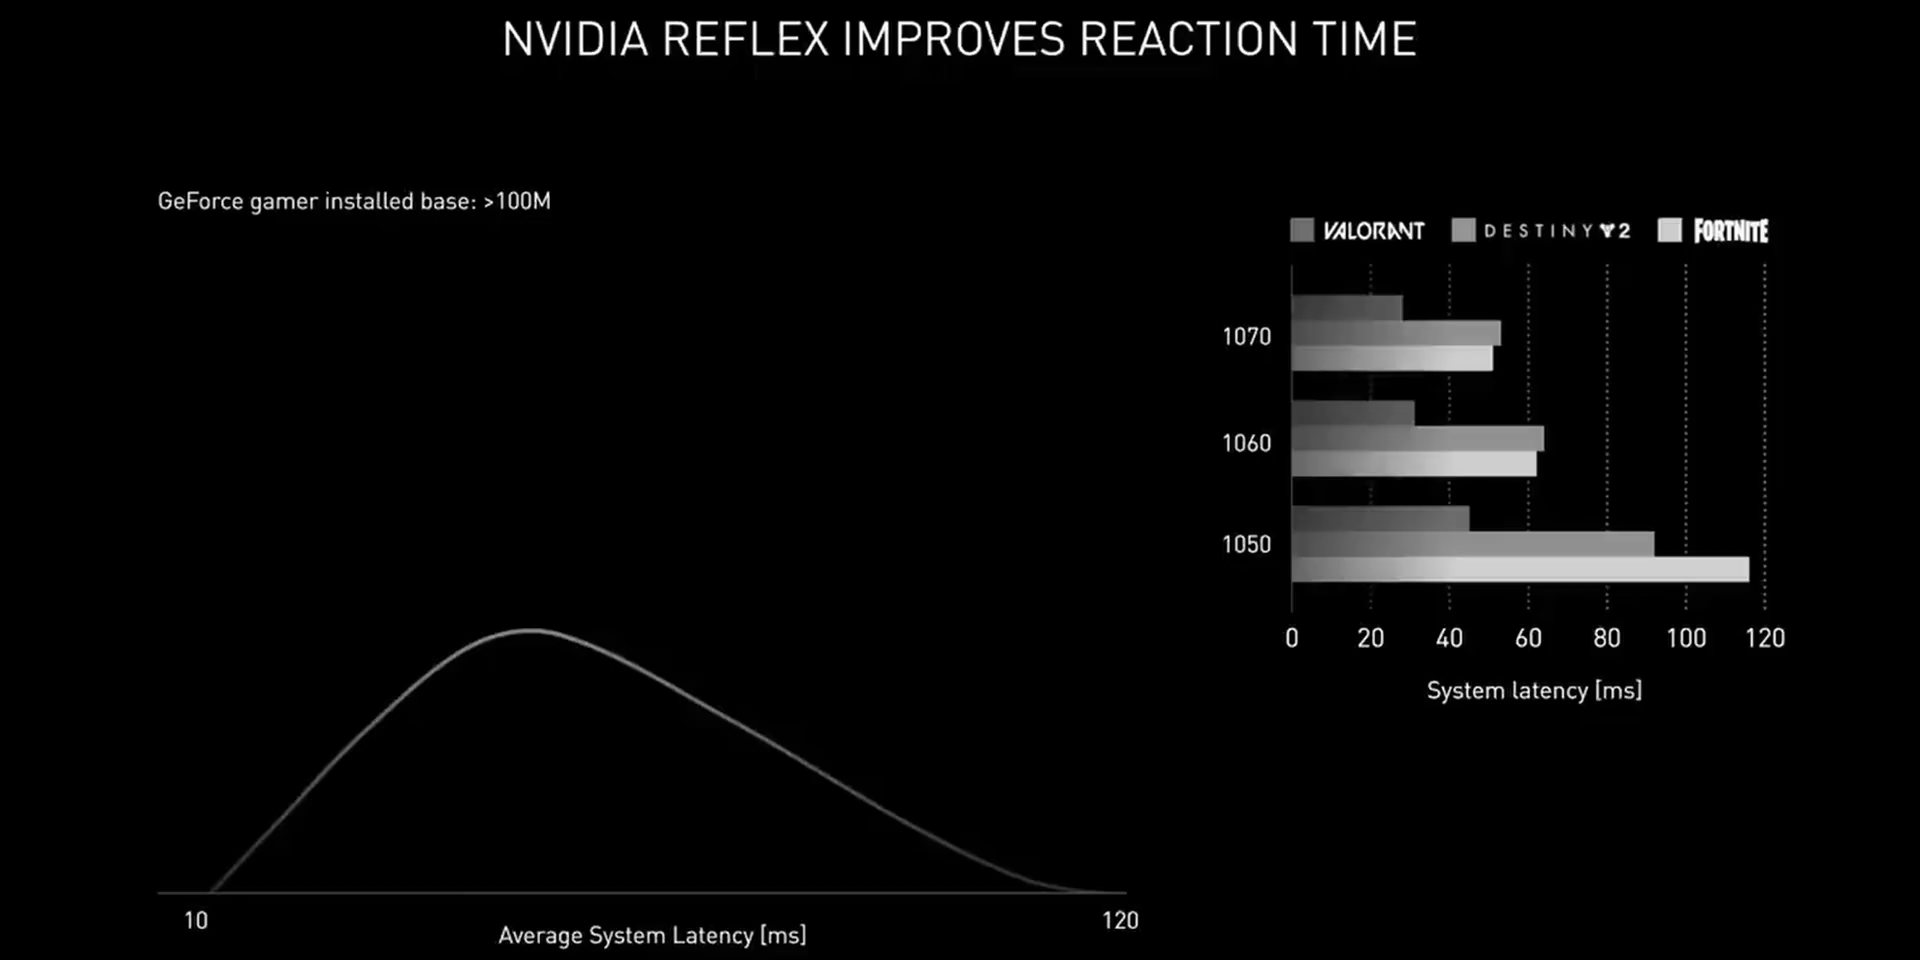 NVIDIA REFLEX IMPROVES REACTION TIME
GeForce gamer installed base: >100M
10
120
Average System Latency [ms]
VALORANT DESTINY 2 FORTNITE
1070
1060
1050
0 20 40 60 80 100 120
System latency [ms]